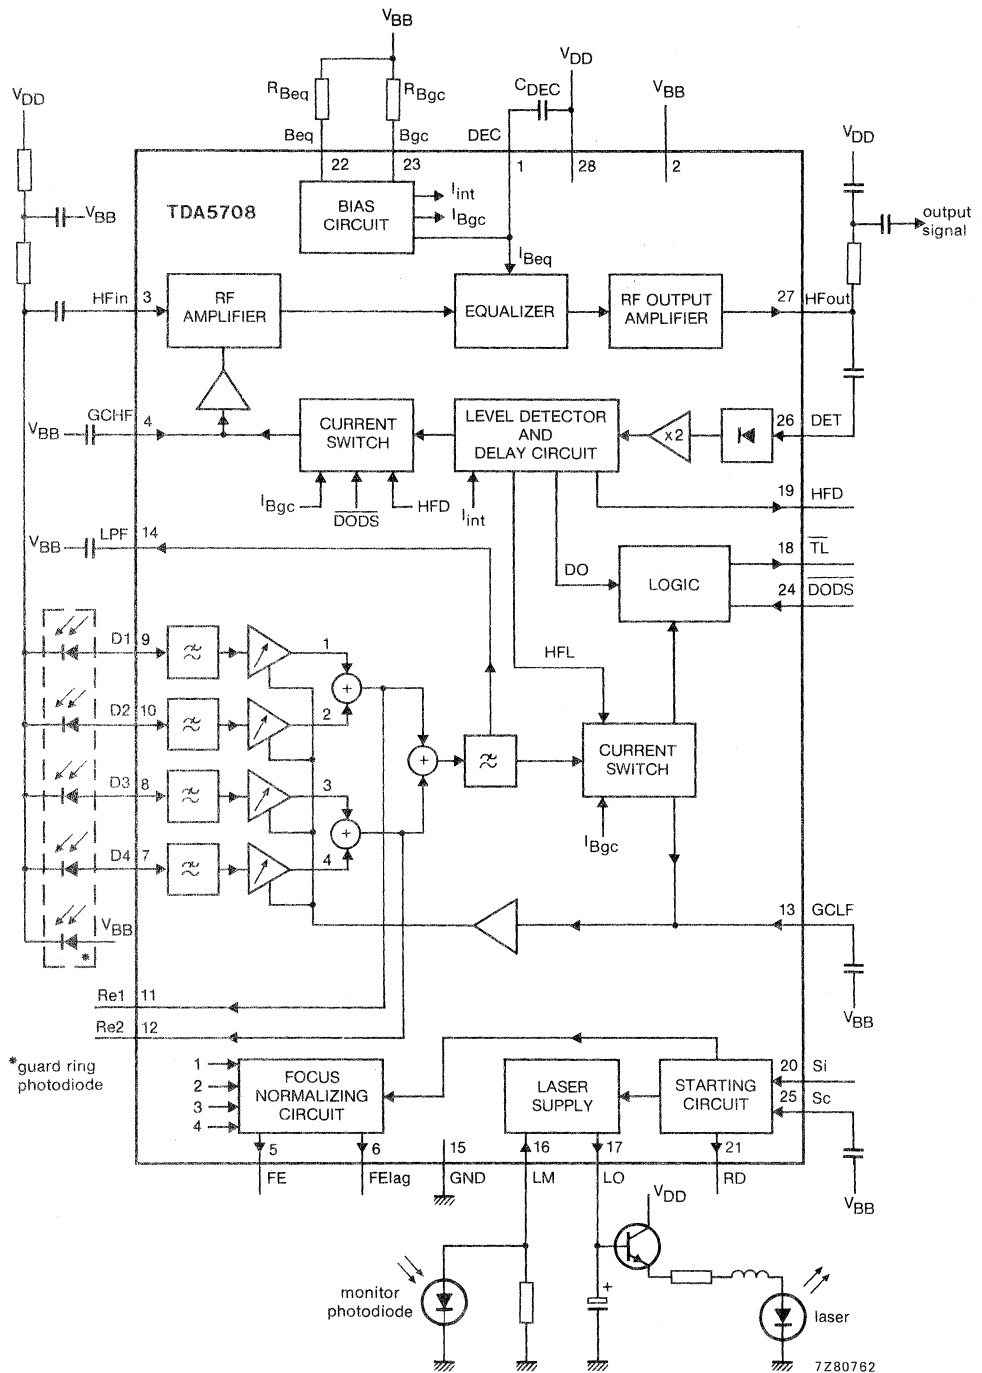 VBB
VDD
RBeq
RBgc
CDEC
VBB
VDD
VDD
Beq
Bgc
DEC
22
23
1
28
2
TDA5708
BIAS
CIRCUIT
Iint
IBgc
VBB
output
signal
IBeq
HFin
3
RF
AMPLIFIER
EQUALIZER
RF OUTPUT
AMPLIFIER
27
HFout
GCHF
VBB
4
CURRENT
SWITCH
LEVEL DETECTOR
AND
DELAY CIRCUIT
x2
26
DET
IBgc
D̅O̅D̅S̅
HFD
Iint
19
HFD
LPF
VBB
14
18
T̅L̅
DO
LOGIC
24
D̅O̅D̅S̅
D1
9
≈
1
HFL
+
D2
10
≈
2
+
≈
CURRENT
SWITCH
D3
8
≈
3
+
IBgc
D4
7
≈
4
VBB
*
13
GCLF
VBB
Re1
11
Re2
12
*guard ring
photodiode
1
2
3
4
FOCUS
NORMALIZING
CIRCUIT
LASER
SUPPLY
STARTING
CIRCUIT
20
Si
25
Sc
VBB
5
6
15
16
17
21
FE
FElag
GND
LM
LO
RD
VDD
monitor
photodiode
+
laser
7Z80762